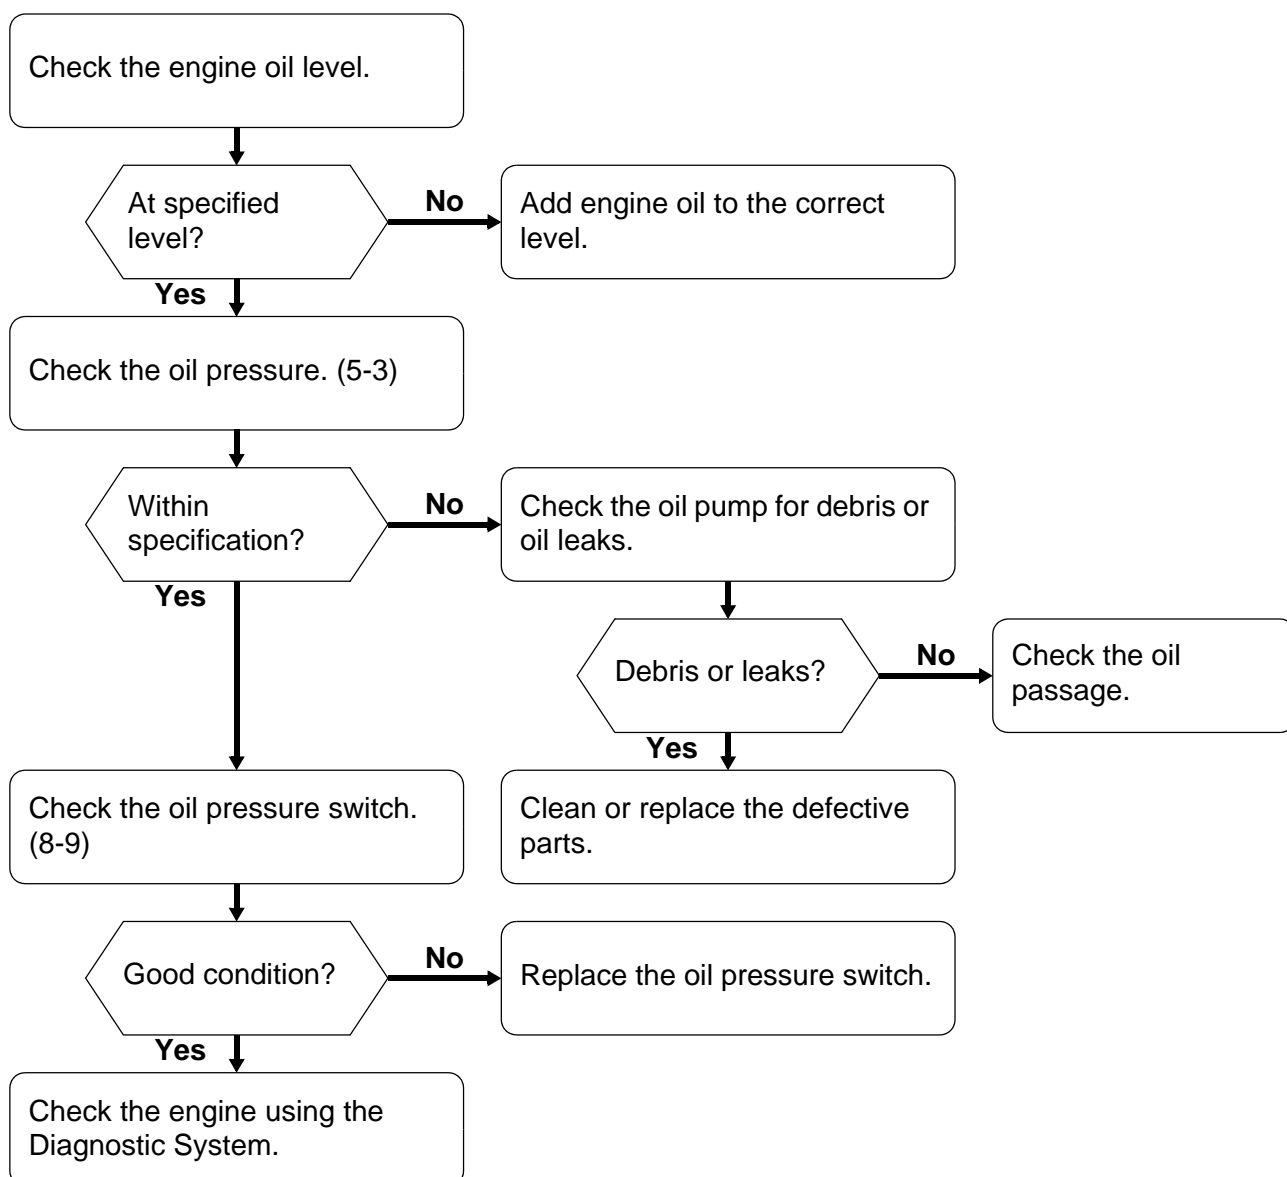 Check the engine oil level.
At specified
level?
No
Add engine oil to the correct
level.
Yes
Check the oil pressure. (5-3)
Within
specification?
No
Check the oil pump for debris or
oil leaks.
Yes
Debris or leaks?
No
Check the oil
passage.
Yes
Check the oil pressure switch.
(8-9)
Clean or replace the defective
parts.
Good condition?
No
Replace the oil pressure switch.
Yes
Check the engine using the
Diagnostic System.